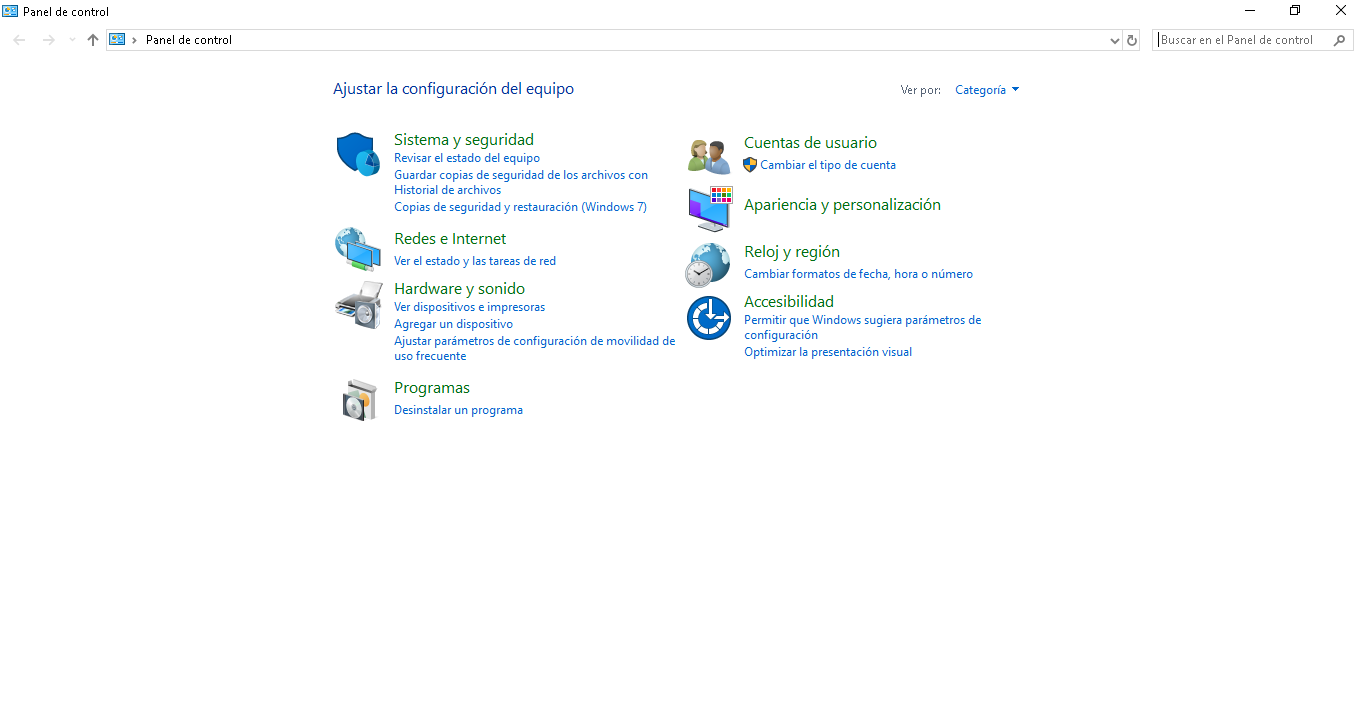 Panel de control
Panel de control
Buscar en el Panel de control
Ajustar la configuración del equipo
Ver por: Categoría
Sistema y seguridad
Revisar el estado del equipo
Guardar copias de seguridad de los archivos con
Historial de archivos
Copias de seguridad y restauración (Windows 7)
Redes e Internet
Ver el estado y las tareas de red
Hardware y sonido
Ver dispositivos e impresoras
Agregar un dispositivo
Ajustar parámetros de configuración de movilidad de
uso frecuente
Programas
Desinstalar un programa
Cuentas de usuario
Cambiar el tipo de cuenta
Apariencia y personalización
Reloj y región
Cambiar formatos de fecha, hora o número
Accesibilidad
Permitir que Windows sugiera parámetros de
configuración
Optimizar la presentación visual